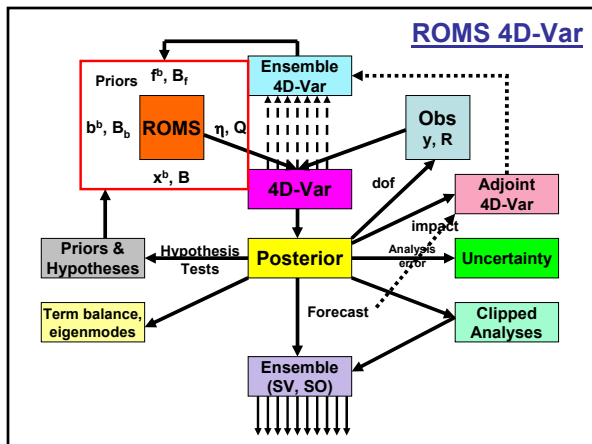 ROMS 4D-Var
Ensemble
4D-Var
Priors
fᵇ, B_f
bᵇ, B_b
ROMS
η, Q
xᵇ, B
Obs
y, R
4D-Var
dof
Adjoint
4D-Var
impact
Priors &
Hypotheses
Hypothesis
Tests
Posterior
Analysis
error
Uncertainty
Term balance,
eigenmodes
Forecast
Clipped
Analyses
Ensemble
(SV, SO)